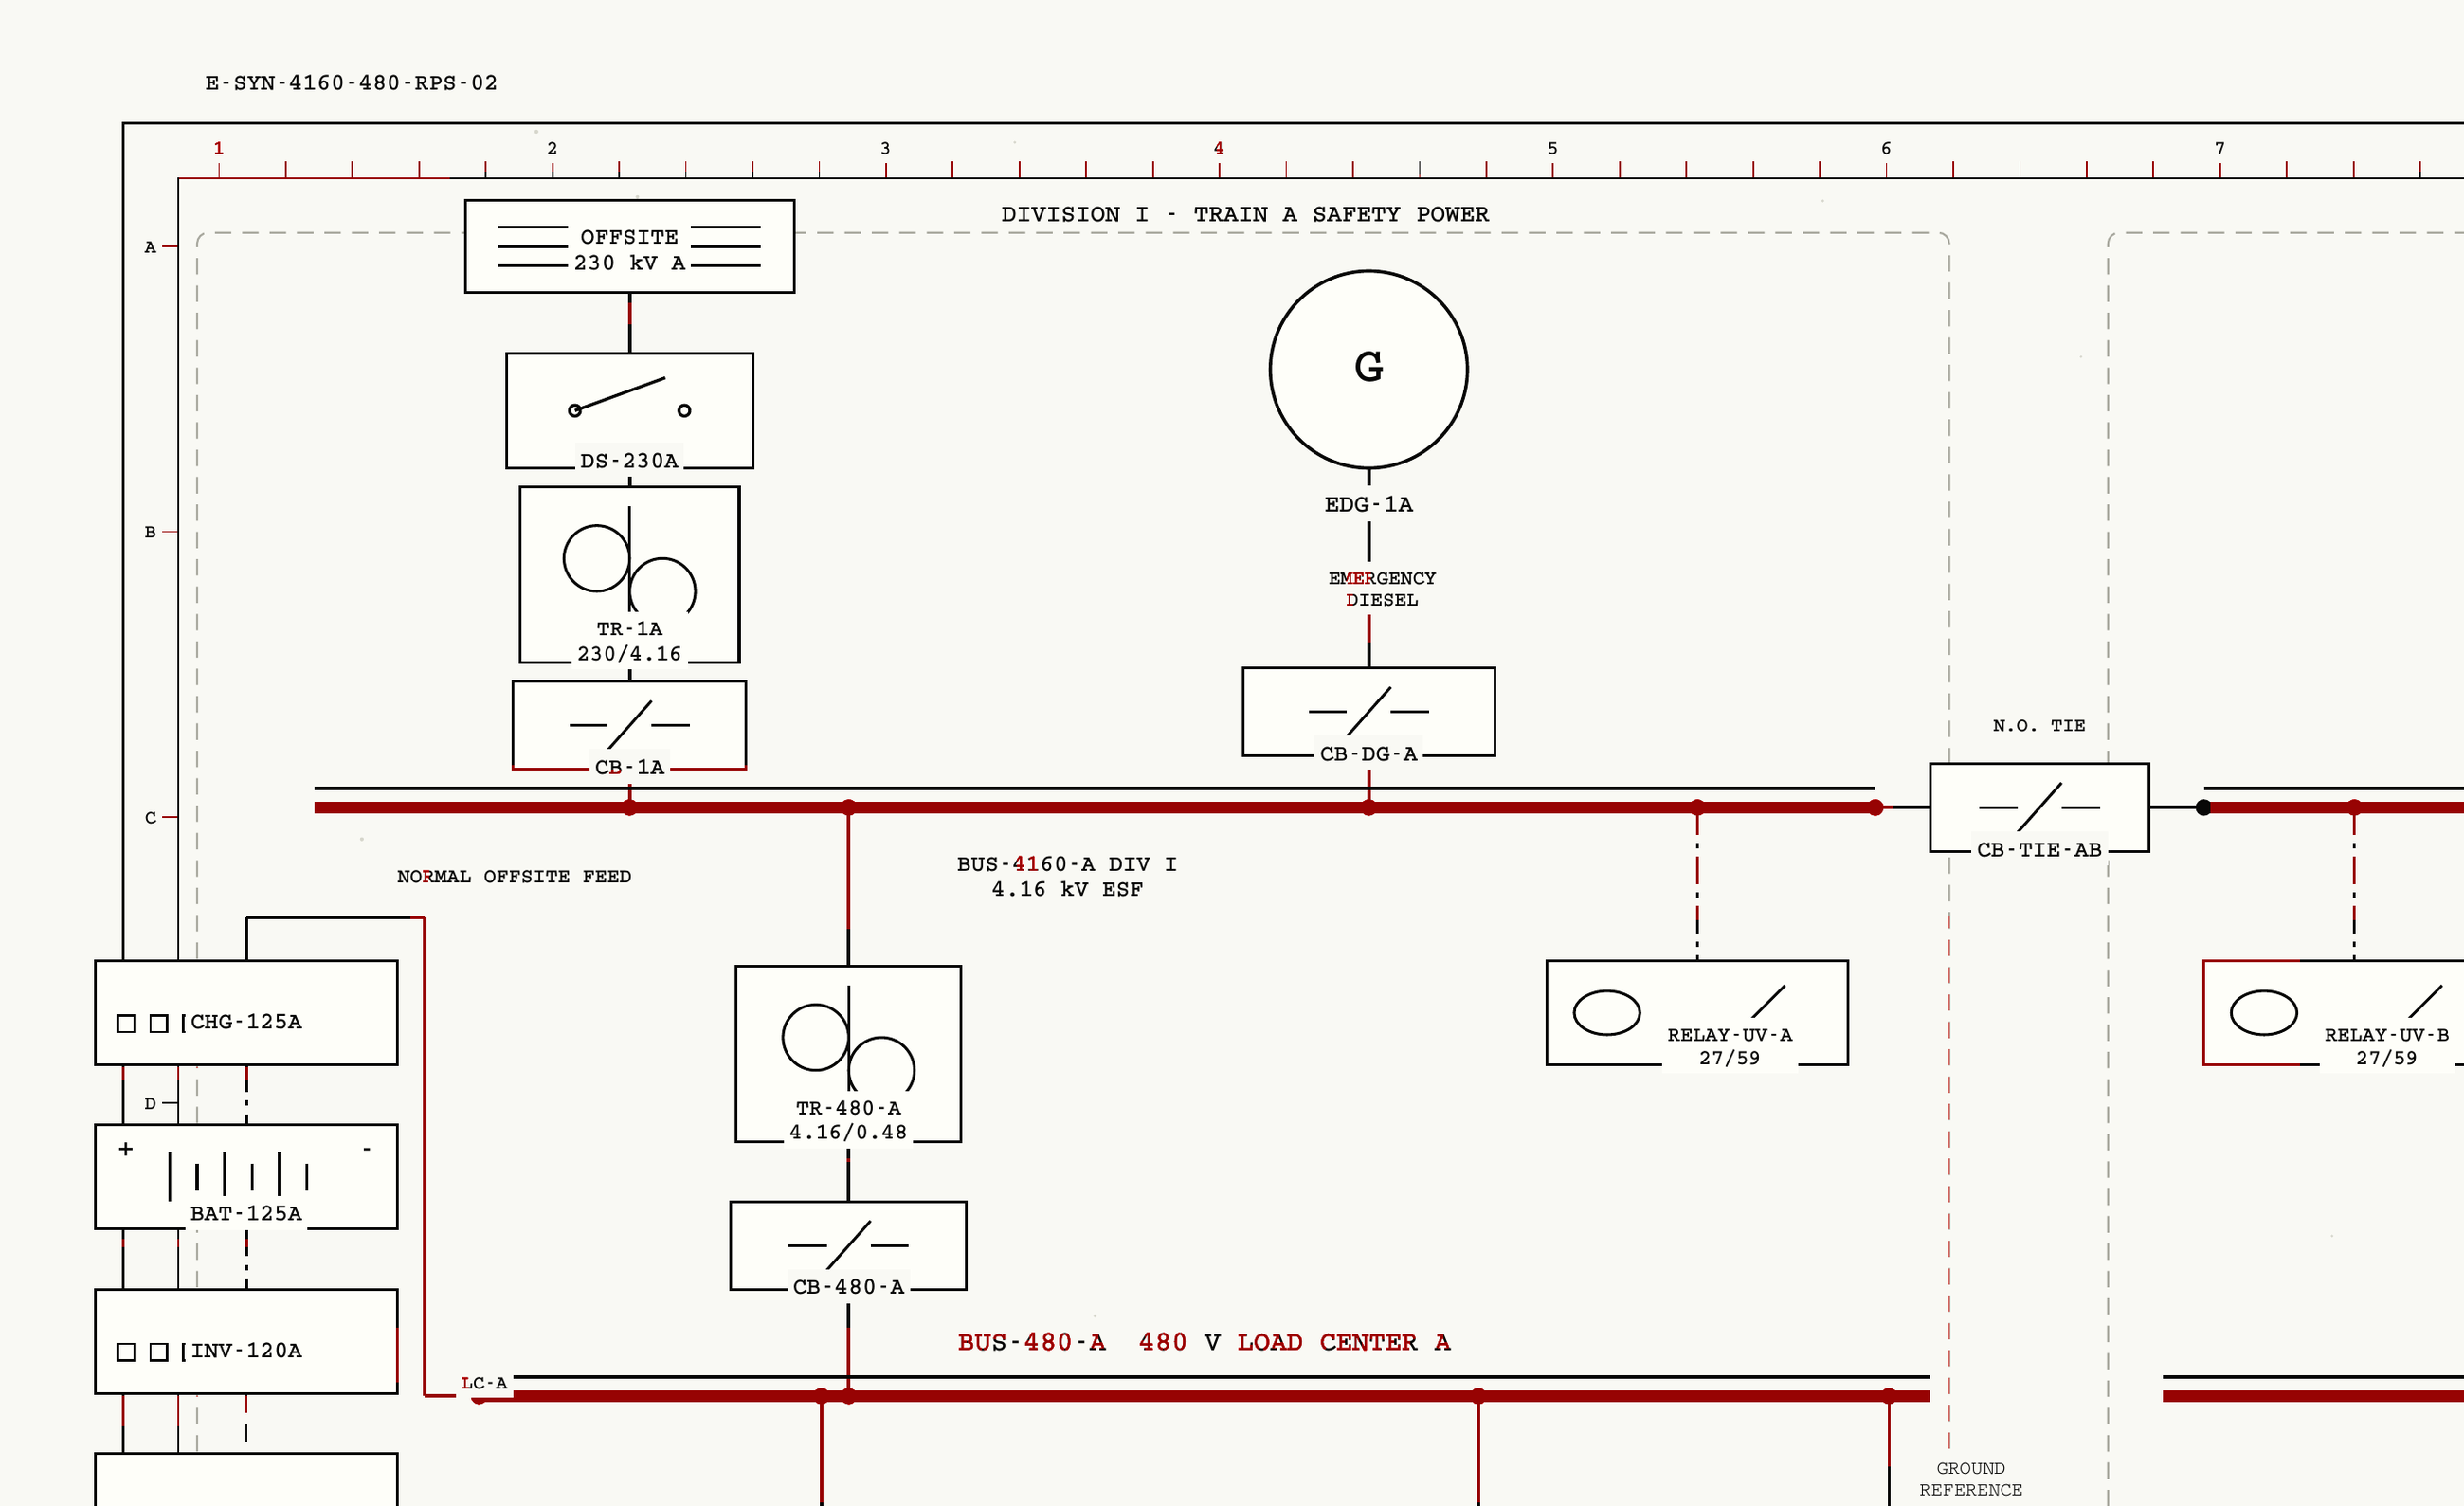 E-SYN-4160-480-RPS-02
1 2 3 4 5 6 7
DIVISION I - TRAIN A SAFETY POWER
A
OFFSITE
230 kV A
G
DS-230A
EDG-1A
B
EMERGENCY
DIESEL
TR-1A
230/4.16
N.O. TIE
CB-DG-A
CB-1A
C
CB-TIE-AB
BUS-4160-A DIV I
4.16 kV ESF
NORMAL OFFSITE FEED
CHG-125A
RELAY-UV-A
27/59
RELAY-UV-B
27/59
D
TR-480-A
4.16/0.48
+ -
BAT-125A
CB-480-A
BUS-480-A 480 V LOAD CENTER A
INV-120A
LC-A
GROUND
REFERENCE